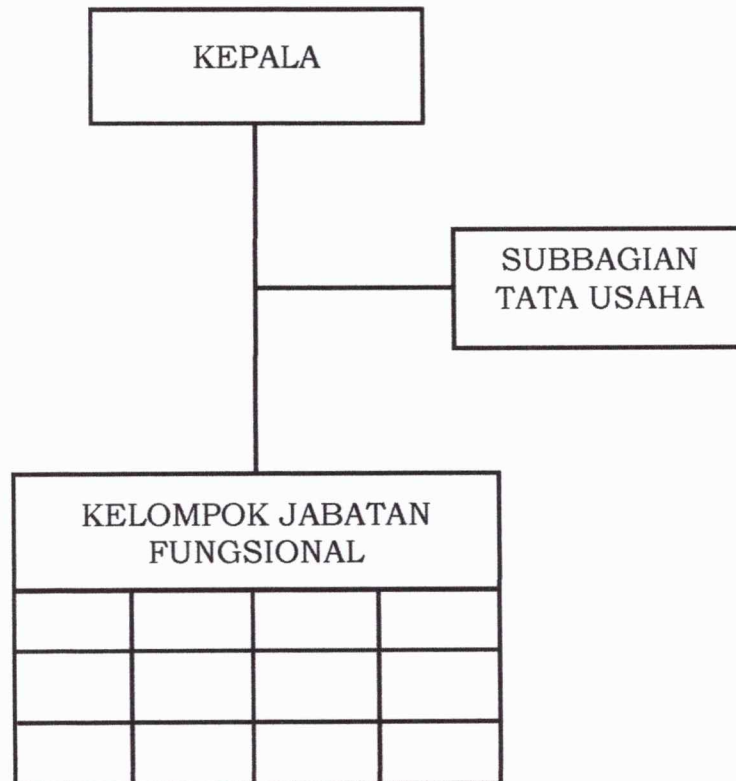 KEPALA
SUBBAGIAN
TATA USAHA
KELOMPOK JABATAN
FUNGSIONAL